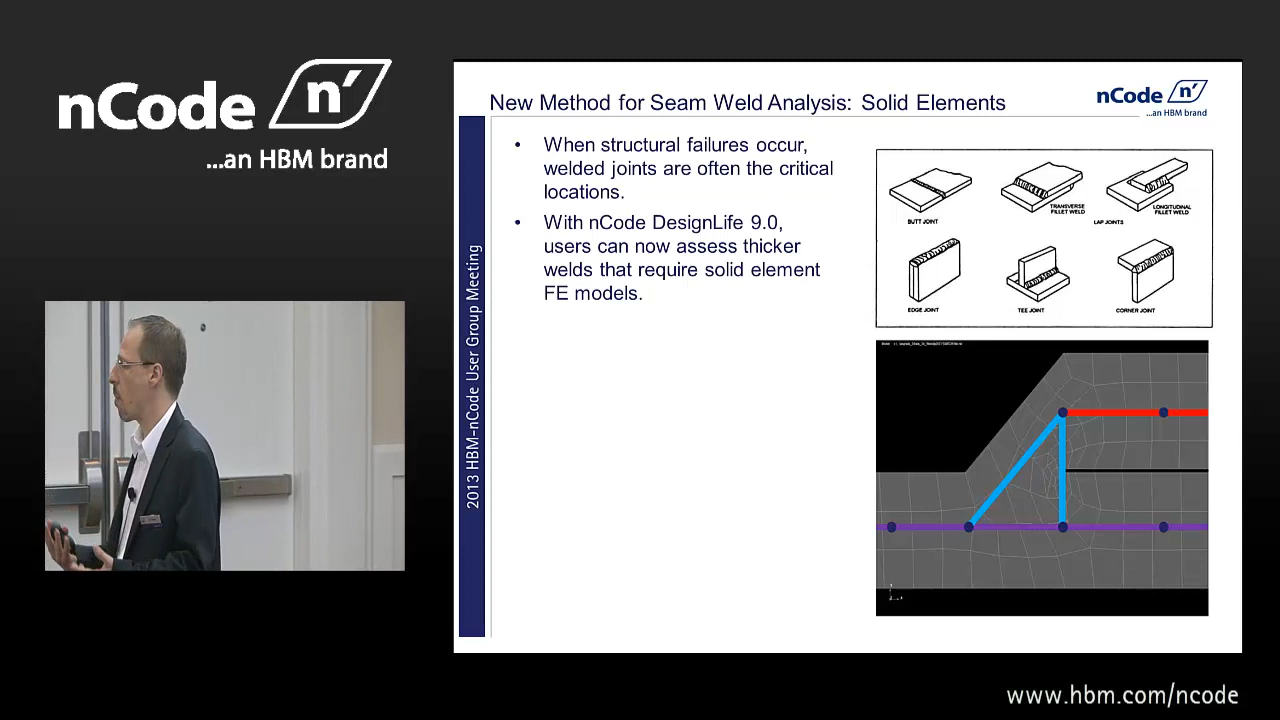 nCode n'
...an HBM brand
New Method for Seam Weld Analysis: Solid Elements
nCode n'
...an HBM brand
2013 HBM-nCode User Group Meeting
• When structural failures occur,
welded joints are often the critical
locations.
• With nCode DesignLife 9.0,
users can now assess thicker
welds that require solid element
FE models.
BUTT JOINT
TRANSVERSE
FILLET WELD
LAP JOINTS
LONGITUDINAL
FILLET WELD
EDGE JOINT
TEE JOINT
CORNER JOINT
www.hbm.com/ncode